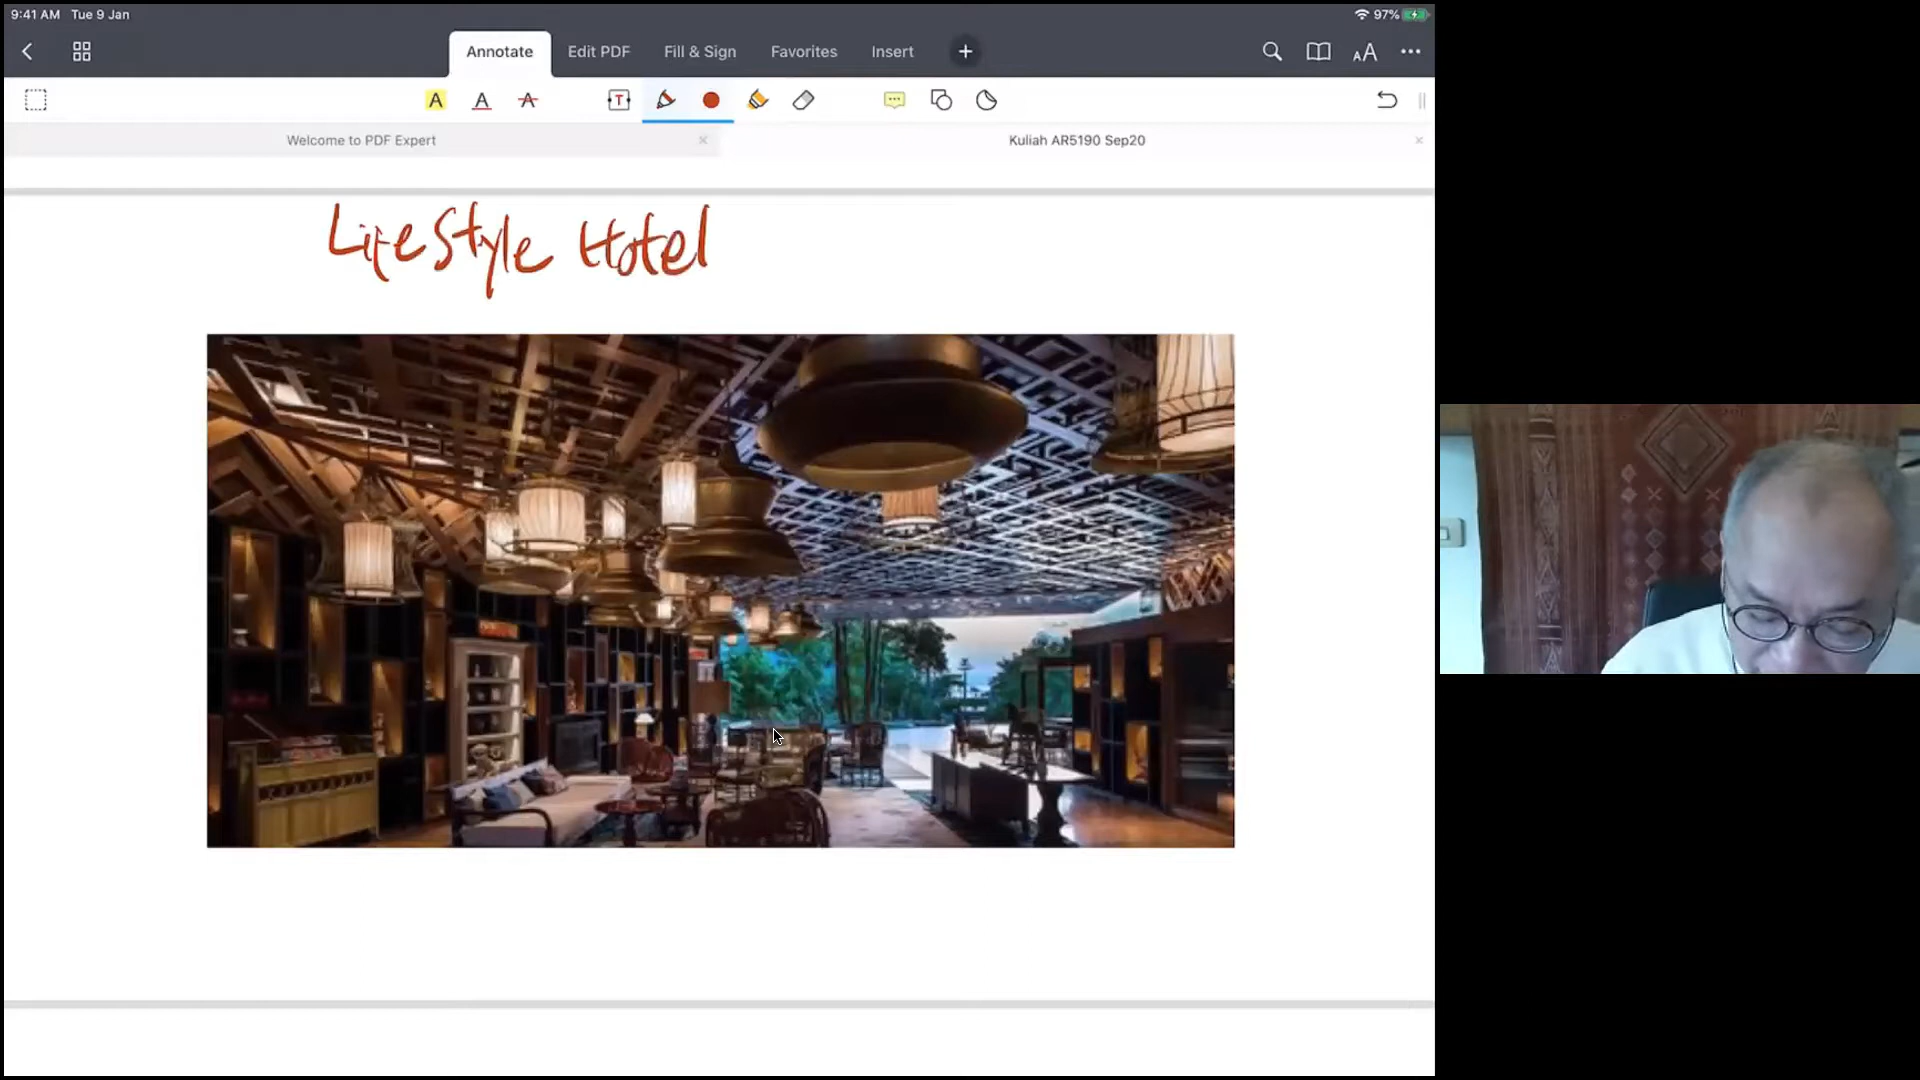 9:41 AM Tue 9 Jan
97%
Annotate Edit PDF Fill & Sign Favorites Insert +
AA
A A A T
Welcome to PDF Expert
Kuliah AR5190 Sep20
LifeStyle Hotel